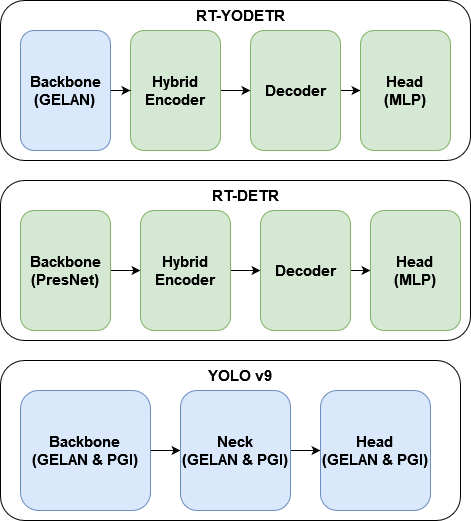 RT-YODETR
Backbone
(GELAN)
Hybrid
Encoder
Decoder
Head
(MLP)
RT-DETR
Backbone
(PresNet)
Hybrid
Encoder
Decoder
Head
(MLP)
YOLO v9
Backbone
(GELAN & PGI)
Neck
(GELAN & PGI)
Head
(GELAN & PGI)